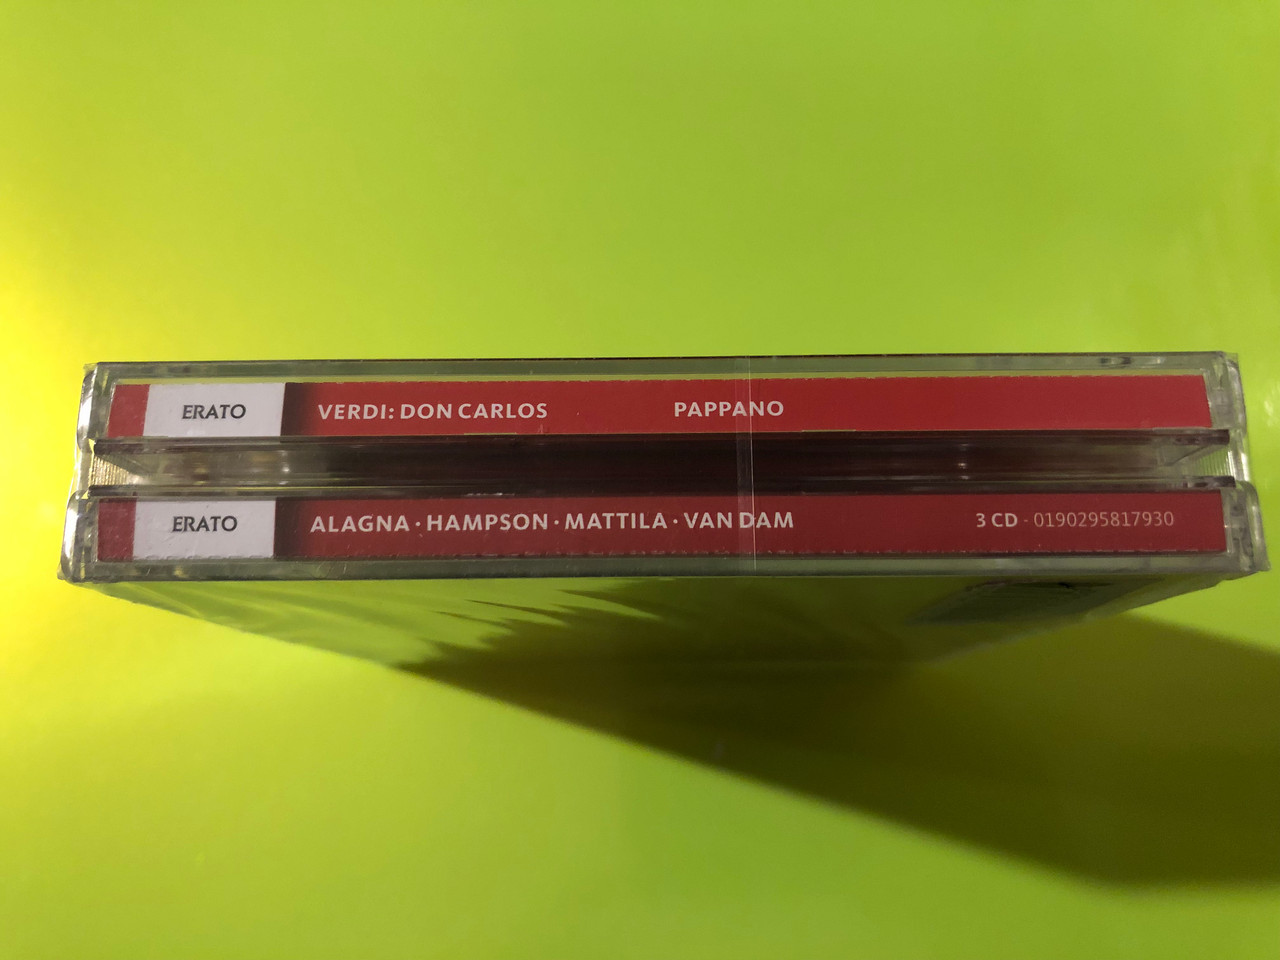 ERATO VERDI: DON CARLOS PAPPANO
ERATO ALAGNA · HAMPSON · MATTILA · VAN DAM 3 CD - 0190295817930